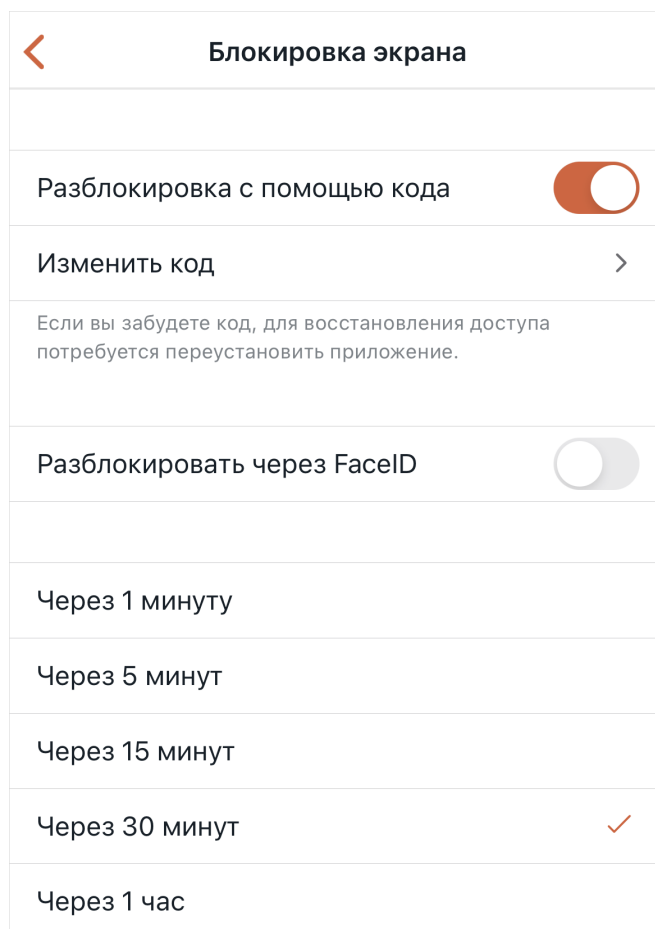 Блокировка экрана
Разблокировка с помощью кода
Изменить код
Если вы забудете код, для восстановления доступа
потребуется переустановить приложение.
Разблокировать через FaceID
Через 1 минуту
Через 5 минут
Через 15 минут
Через 30 минут
Через 1 час